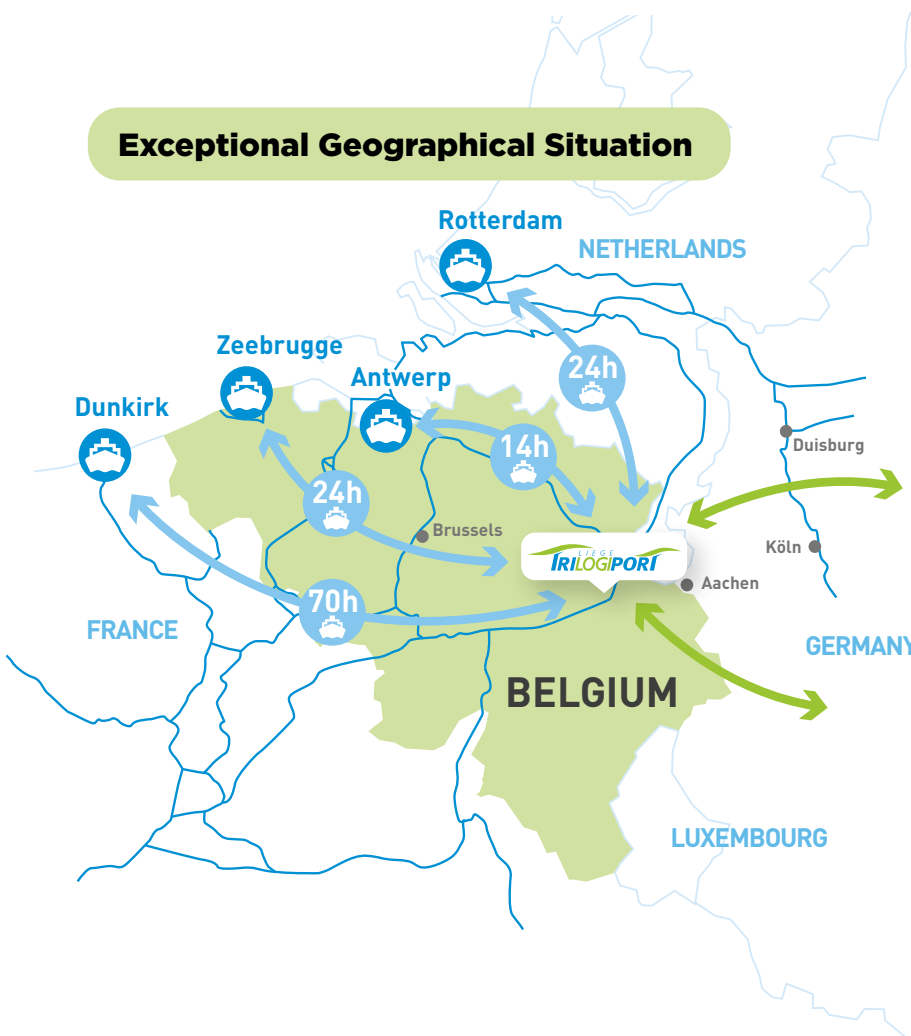 Exceptional Geographical Situation
Rotterdam
NETHERLANDS
Zeebrugge
Antwerp
24h
Dunkirk
14h
Duisburg
24h
Brussels
LIEGE
TRILOGIPORT
Köln
Aachen
70h
FRANCE
GERMANY
BELGIUM
LUXEMBOURG